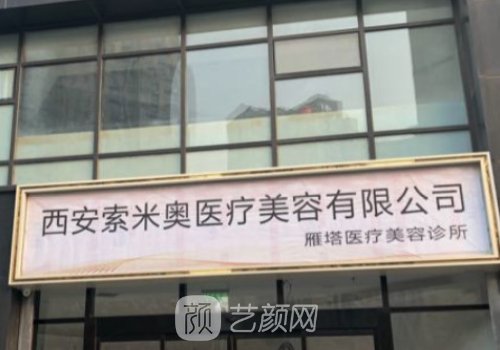 西安索米奥医疗美容有限公司
雁塔医疗美容诊所
颜 艺颜网